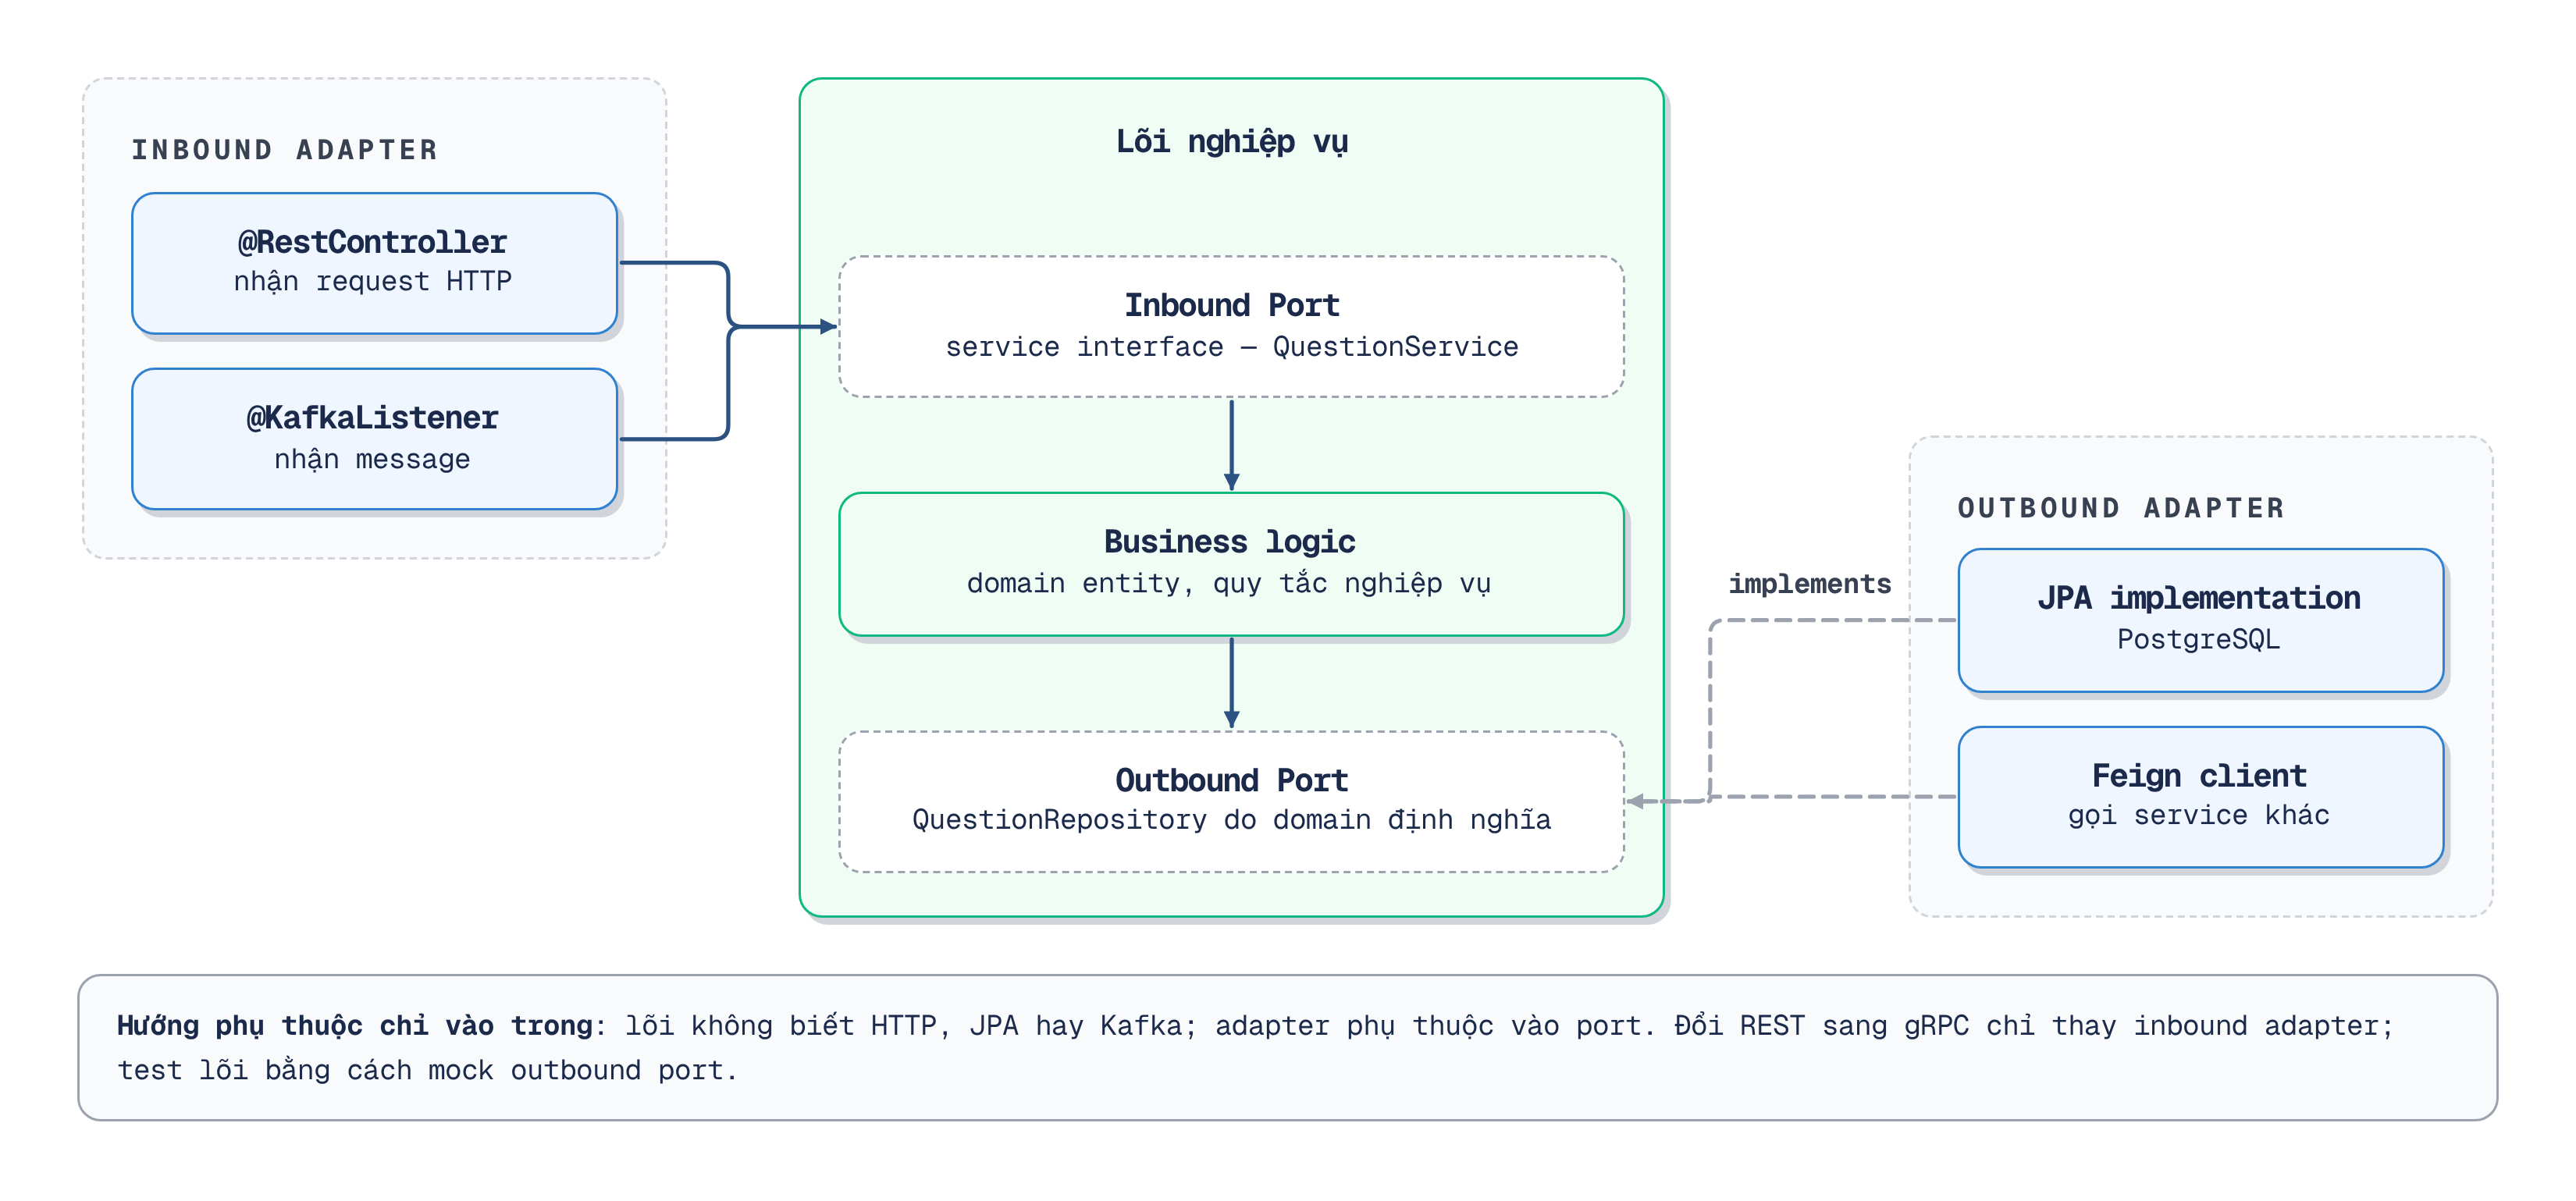 INBOUND ADAPTER
@RestController
nhận request HTTP
@KafkaListener
nhận message
Lõi nghiệp vụ
Inbound Port
service interface — QuestionService
Business logic
domain entity, quy tắc nghiệp vụ
Outbound Port
QuestionRepository do domain định nghĩa
implements
OUTBOUND ADAPTER
JPA implementation
PostgreSQL
Feign client
gọi service khác
Hướng phụ thuộc chỉ vào trong: lõi không biết HTTP, JPA hay Kafka; adapter phụ thuộc vào port. Đổi REST sang gRPC chỉ thay inbound adapter;
test lõi bằng cách mock outbound port.